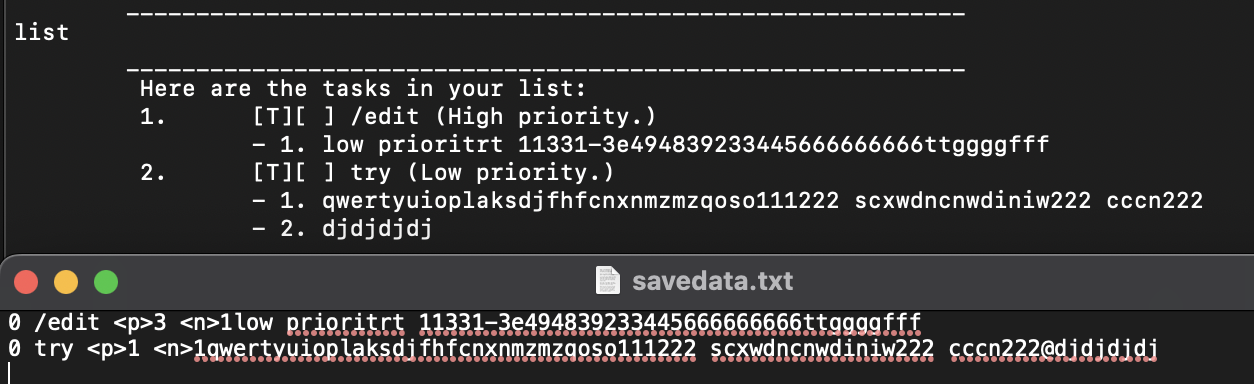 ____________________________________________________________
list
____________________________________________________________
Here are the tasks in your list:
1. [T][ ] /edit (High priority.)
- 1. low prioritrt 11331-3e494839233445666666666ttggggfff
2. [T][ ] try (Low priority.)
- 1. qwertyuioplaksdjfhfcnxnmzmzqoso111222 scxwdncnwdiniw222 cccn222
- 2. djdjdjdj
savedata.txt
0 /edit <p>3 <n>1low prioritrt 11331-3e494839233445666666666ttggggfff
0 try <p>1 <n>1qwertyuioplaksdjfhfcnxnmzmzqoso111222 scxwdncnwdiniw222 cccn222@djdjdjdj